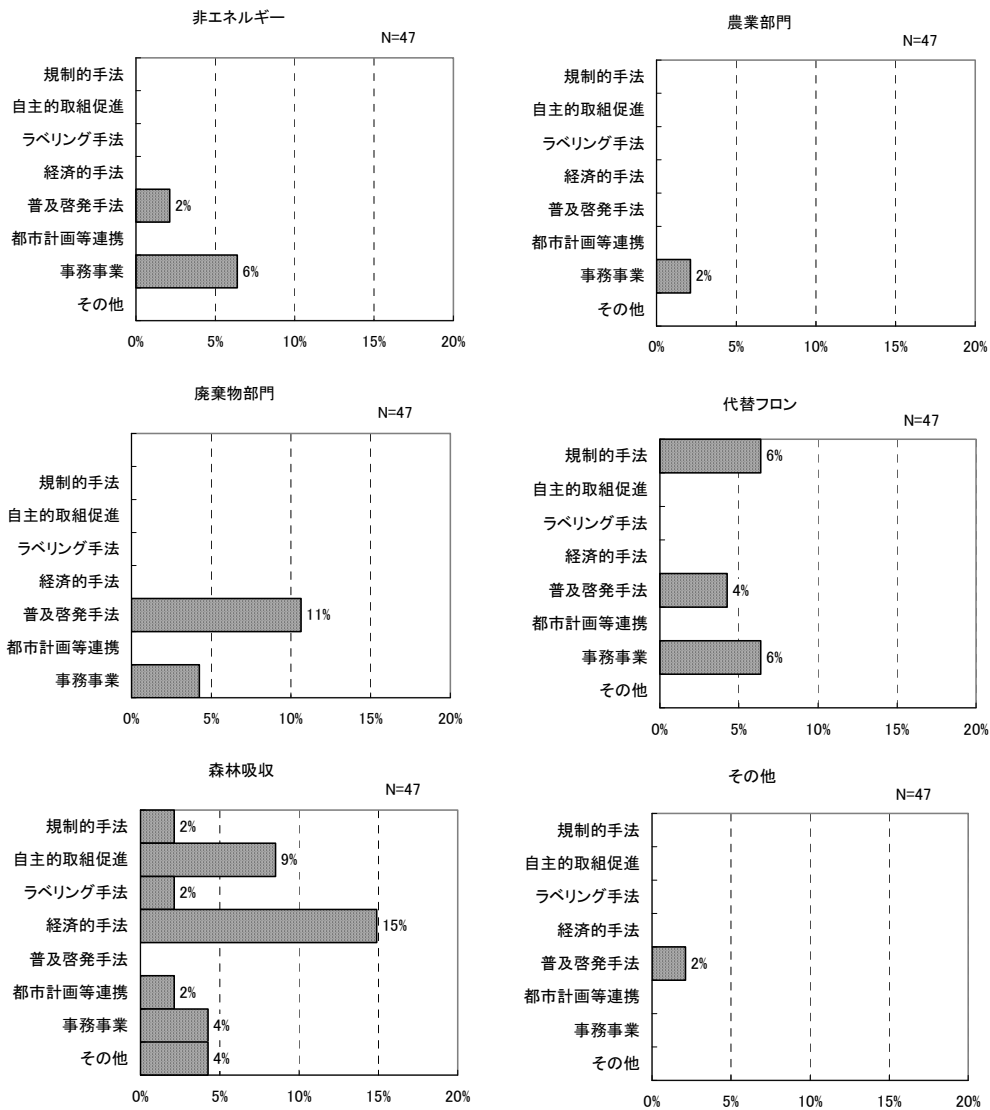 非エネルギー
N=47
規制的手法
自主的取組促進
ラベリング手法
経済的手法
普及啓発手法
2%
都市計画等連携
事務事業
6%
その他
0% 5% 10% 15% 20%
農業部門
N=47
規制的手法
自主的取組促進
ラベリング手法
経済的手法
普及啓発手法
都市計画等連携
事務事業
2%
その他
0% 5% 10% 15% 20%
廃棄物部門
N=47
規制的手法
自主的取組促進
ラベリング手法
経済的手法
普及啓発手法
11%
都市計画等連携
事務事業
0% 5% 10% 15% 20%
代替フロン
N=47
規制的手法
6%
自主的取組促進
ラベリング手法
経済的手法
普及啓発手法
4%
都市計画等連携
事務事業
6%
その他
0% 5% 10% 15% 20%
森林吸収
N=47
規制的手法
2%
自主的取組促進
9%
ラベリング手法
2%
経済的手法
15%
普及啓発手法
都市計画等連携
2%
事務事業
4%
その他
4%
0% 5% 10% 15% 20%
その他
N=47
規制的手法
自主的取組促進
ラベリング手法
経済的手法
普及啓発手法
2%
都市計画等連携
事務事業
その他
0% 5% 10% 15% 20%